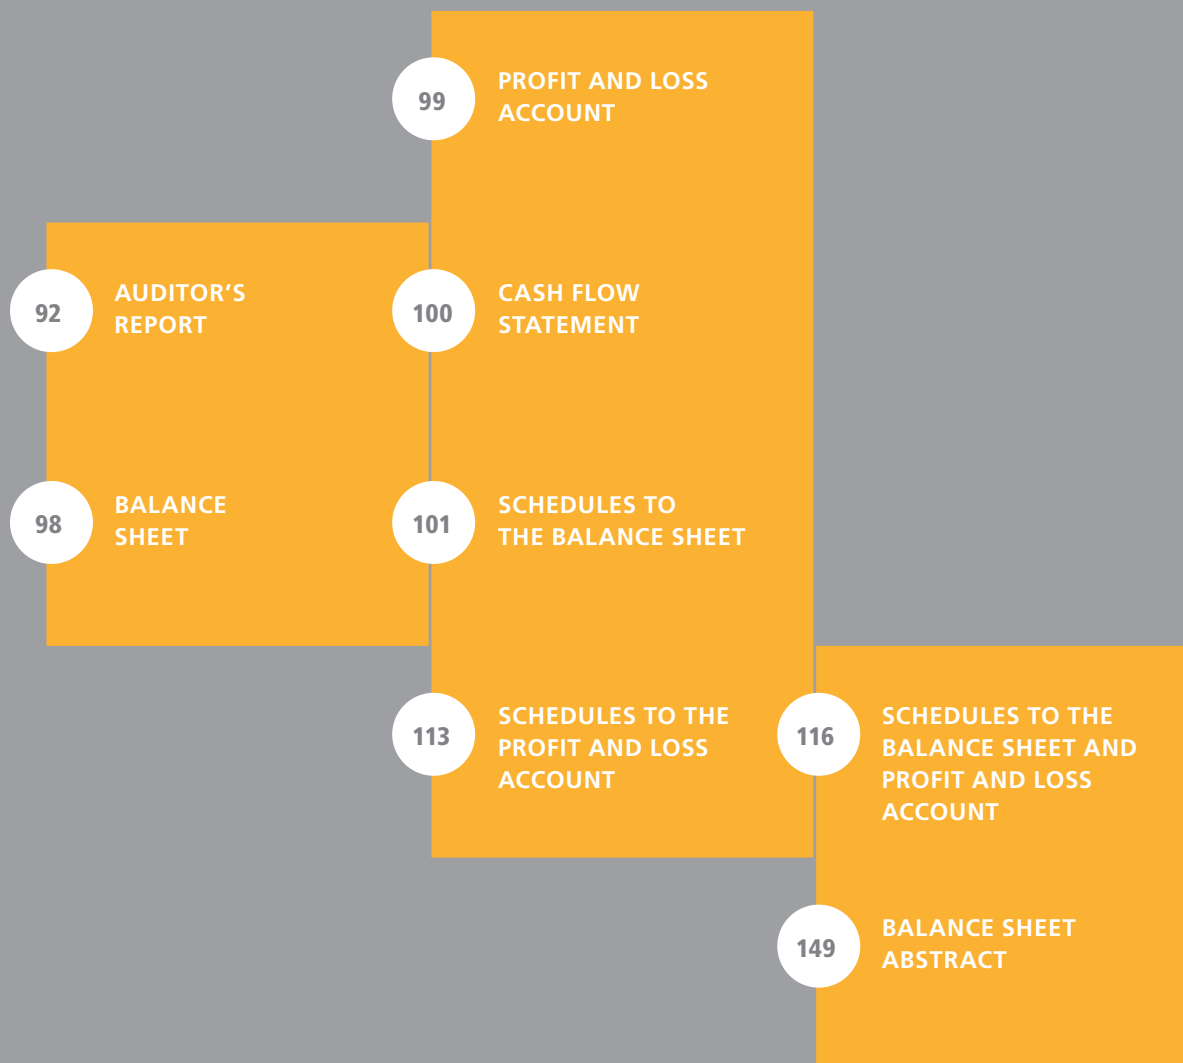 92
AUDITOR'S
REPORT
98
BALANCE
SHEET
99
PROFIT AND LOSS
ACCOUNT
100
CASH FLOW
STATEMENT
101
SCHEDULES TO
THE BALANCE SHEET
113
SCHEDULES TO THE
PROFIT AND LOSS
ACCOUNT
116
SCHEDULES TO THE
BALANCE SHEET AND
PROFIT AND LOSS
ACCOUNT
149
BALANCE SHEET
ABSTRACT